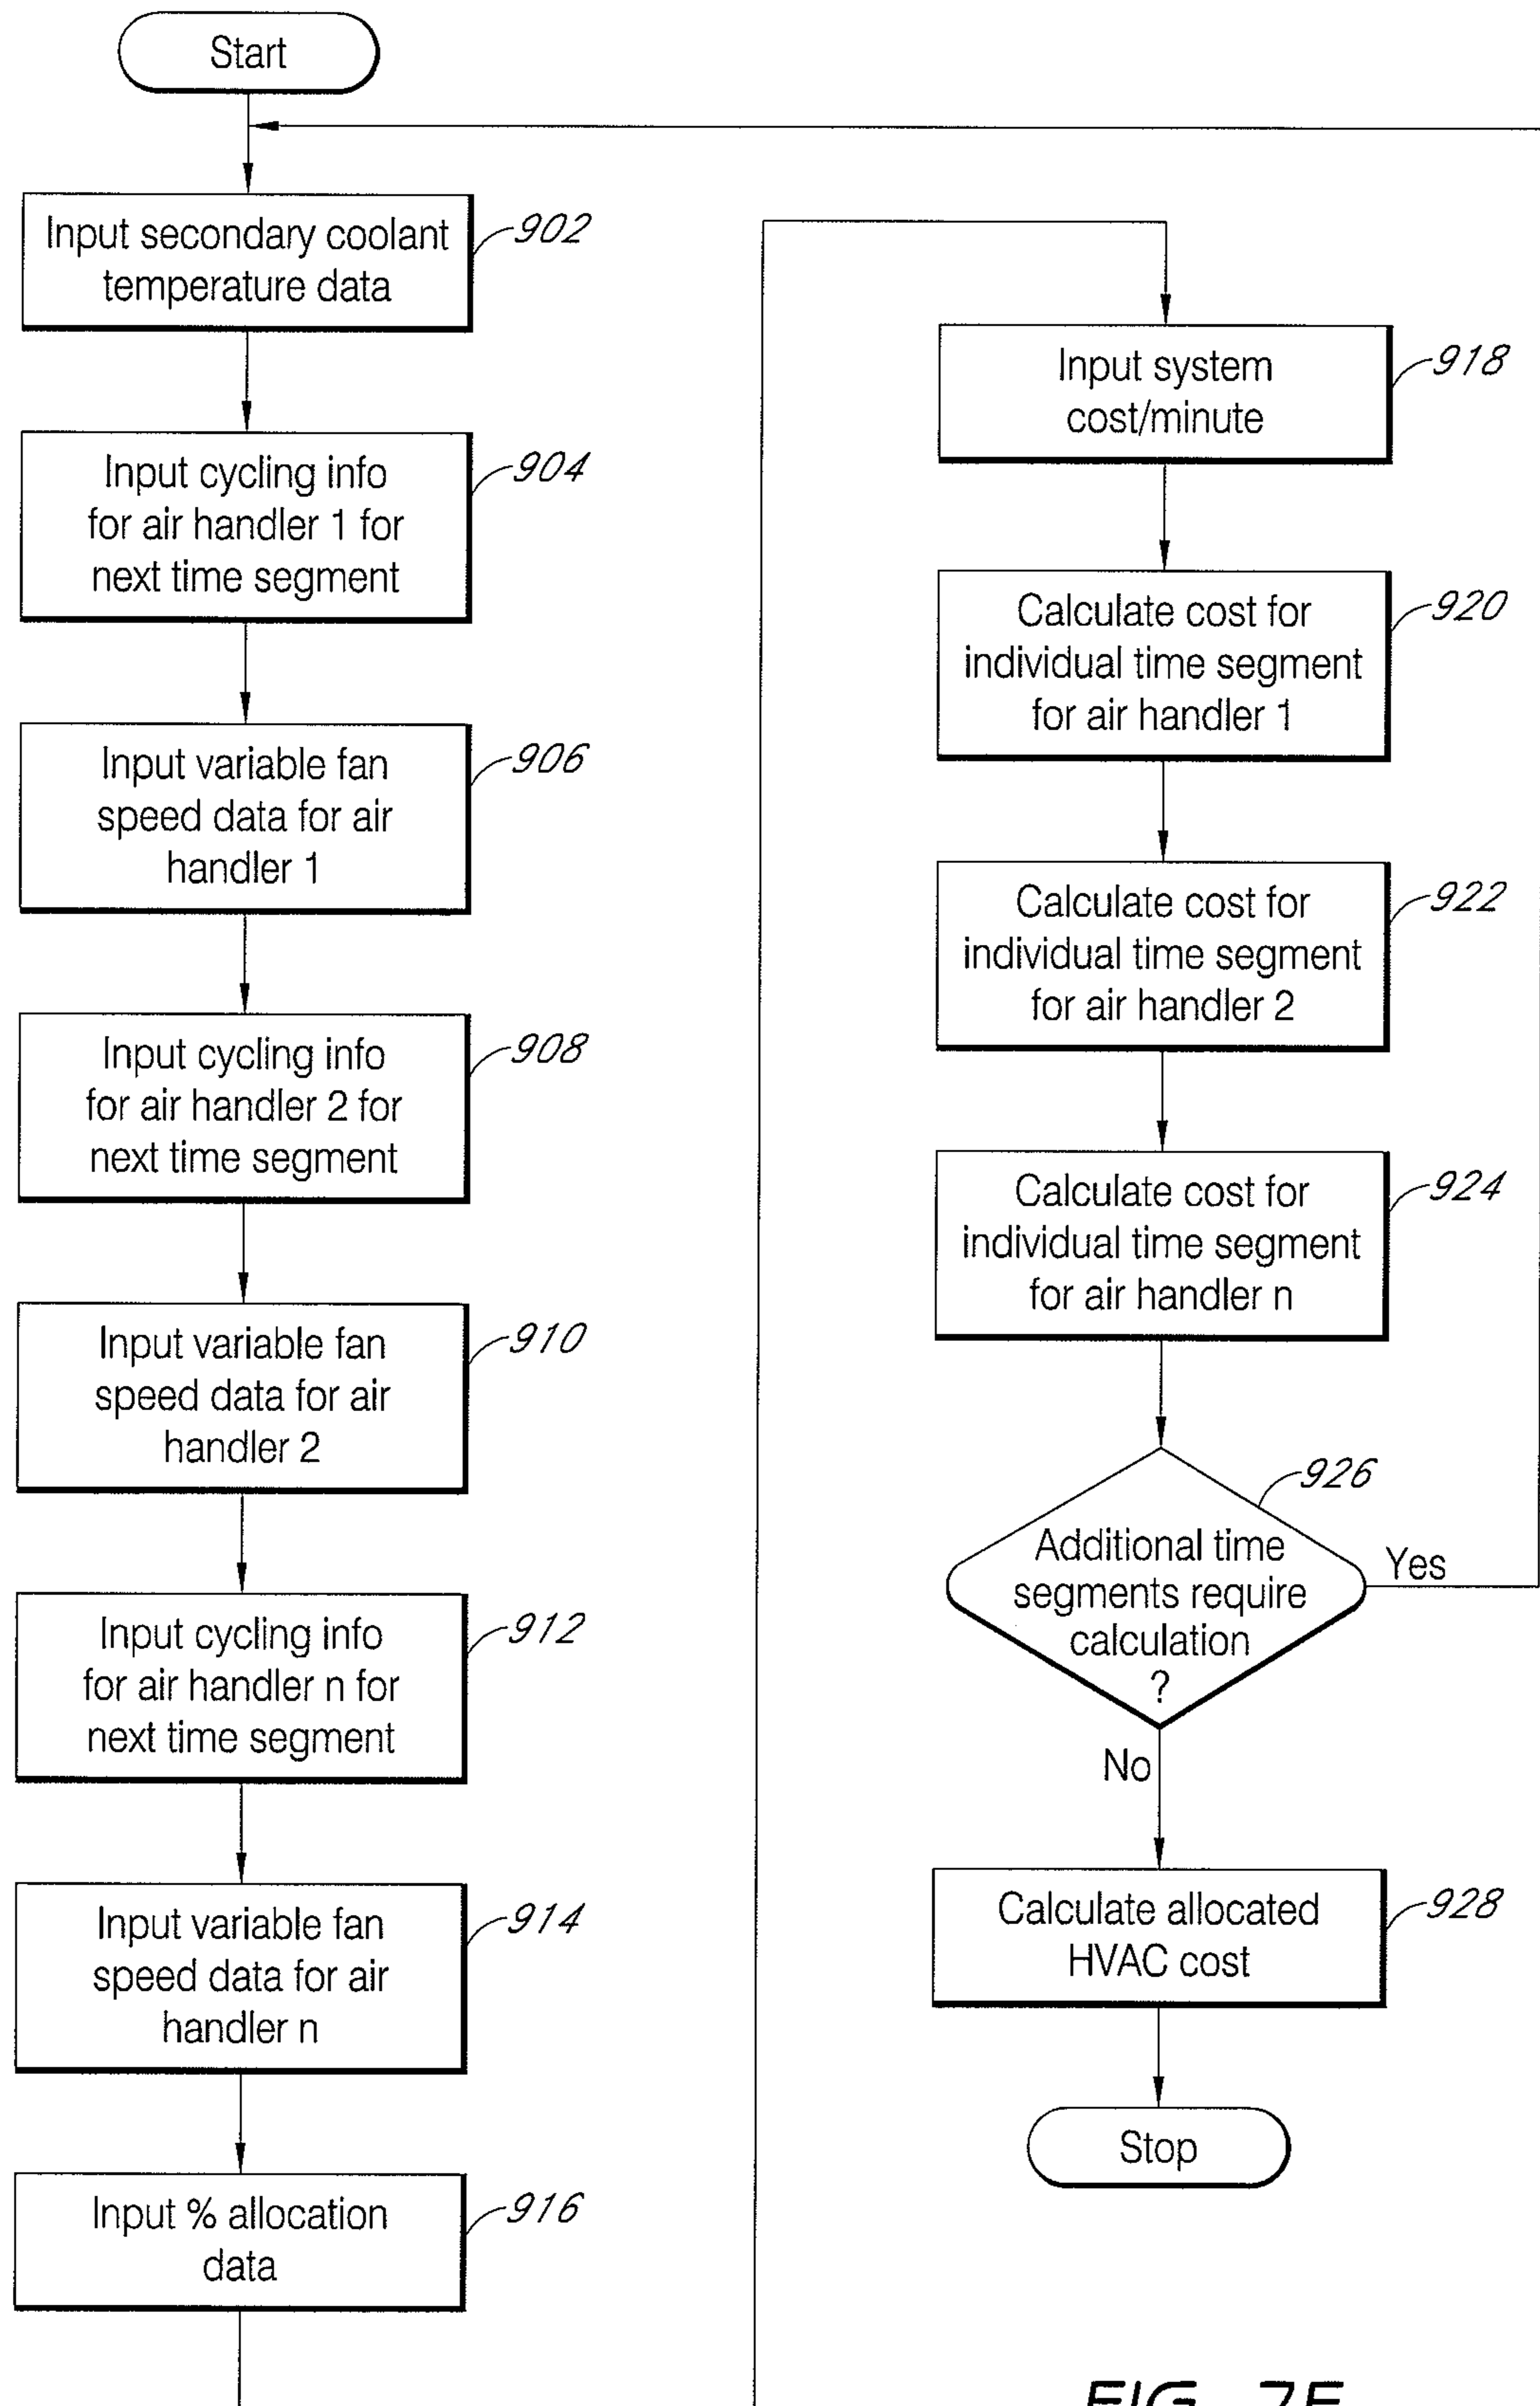 Start
Input secondary coolant
temperature data
902
Input cycling info
for air handler 1 for
next time segment
904
Input variable fan
speed data for air
handler 1
906
Input cycling info
for air handler 2 for
next time segment
908
Input variable fan
speed data for air
handler 2
910
Input cycling info
for air handler n for
next time segment
912
Input variable fan
speed data for air
handler n
914
Input % allocation
data
916
Input system
cost/minute
918
Calculate cost for
individual time segment
for air handler 1
920
Calculate cost for
individual time segment
for air handler 2
922
Calculate cost for
individual time segment
for air handler n
924
Additional time
segments require
calculation
?
926
Yes
No
Calculate allocated
HVAC cost
928
Stop